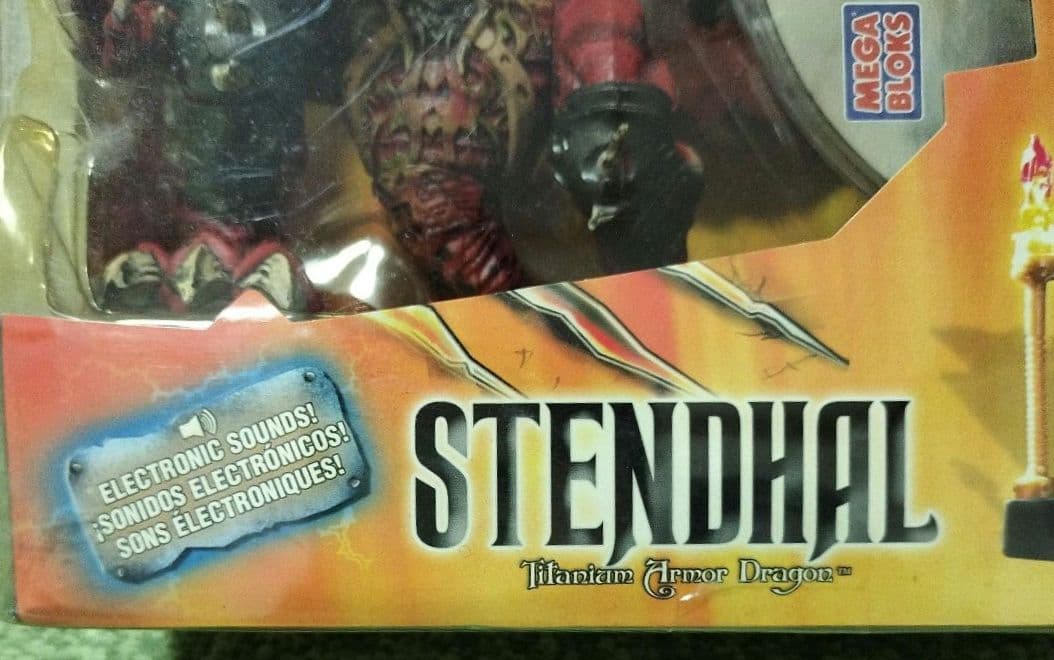 MEGA
BLOKS
ELECTRONIC SOUNDS!
¡SONIDOS ELECTRÓNICOS!
SONS ÉLECTRONIQUES!
STENDHAL
Titanium Armor Dragon™